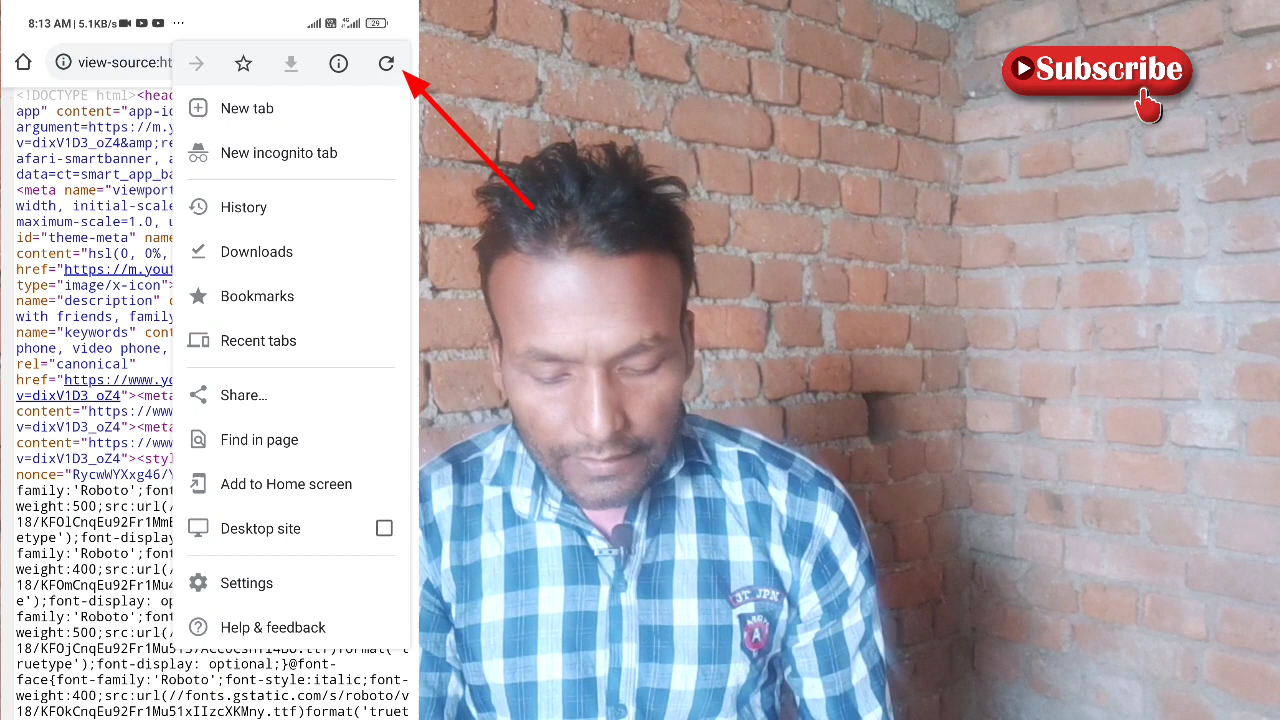 8:13 AM | 5.1KB/s
29
view-source:ht
<!DOCTYPE html><head
app" content="app-id
argument=https://m.y
v=dixV1D3_oZ4&amp;re
afari-smartbanner, a
data=ct=smart_app_ba
<meta name="viewport
width, initial-scale
maximum-scale=1.0, u
id="theme-meta" name
content="hsl(0, 0%,
href="https://m.yout
type="image/x-icon">
name="description" c
with friends, family
name="keywords" cont
phone, video phone,
rel="canonical"
href="https://www.yo
v=dixV1D3_oZ4"><meta
content="https://www
v=dixV1D3_oZ4"><meta
content="https://www
v=dixV1D3_oZ4"><styl
nonce="RycwWYXxg46/Y
family:'Roboto';font
weight:500;src:url(/
18/KFOlCnqEu92Fr1MmE
etype');font-display
family:'Roboto';font
weight:400;src:url(/
18/KFOmCnqEu92Fr1Mu4
e');font-display: op
family:'Roboto';font
weight:500;src:url(/
ruetype');font-display: optional;}@font-
face{font-family:'Roboto';font-style:italic;font-
weight:400;src:url(//fonts.gstatic.com/s/roboto/v
18/KFOkCnqEu92Fr1Mu51xIIzcXKMny.ttf)format('truet
New tab
New incognito tab
History
Downloads
Bookmarks
Recent tabs
Share...
Find in page
Add to Home screen
Desktop site
Settings
Help & feedback
Subscribe
3T JPN
A